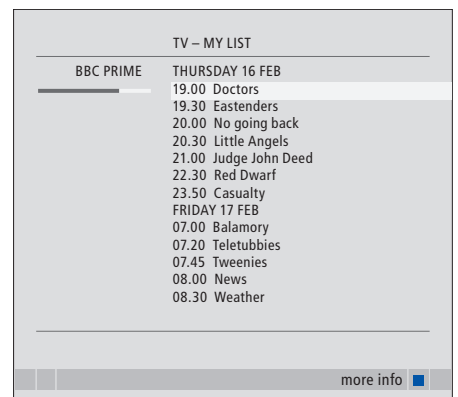 TV – MY LIST
BBC PRIME THURSDAY 16 FEB
19.00 Doctors
19.30 Eastenders
20.00 No going back
20.30 Little Angels
21.00 Judge John Deed
22.30 Red Dwarf
23.50 Casualty
FRIDAY 17 FEB
07.00 Balamory
07.20 Teletubbies
07.45 Tweenies
08.00 News
08.30 Weather
more info